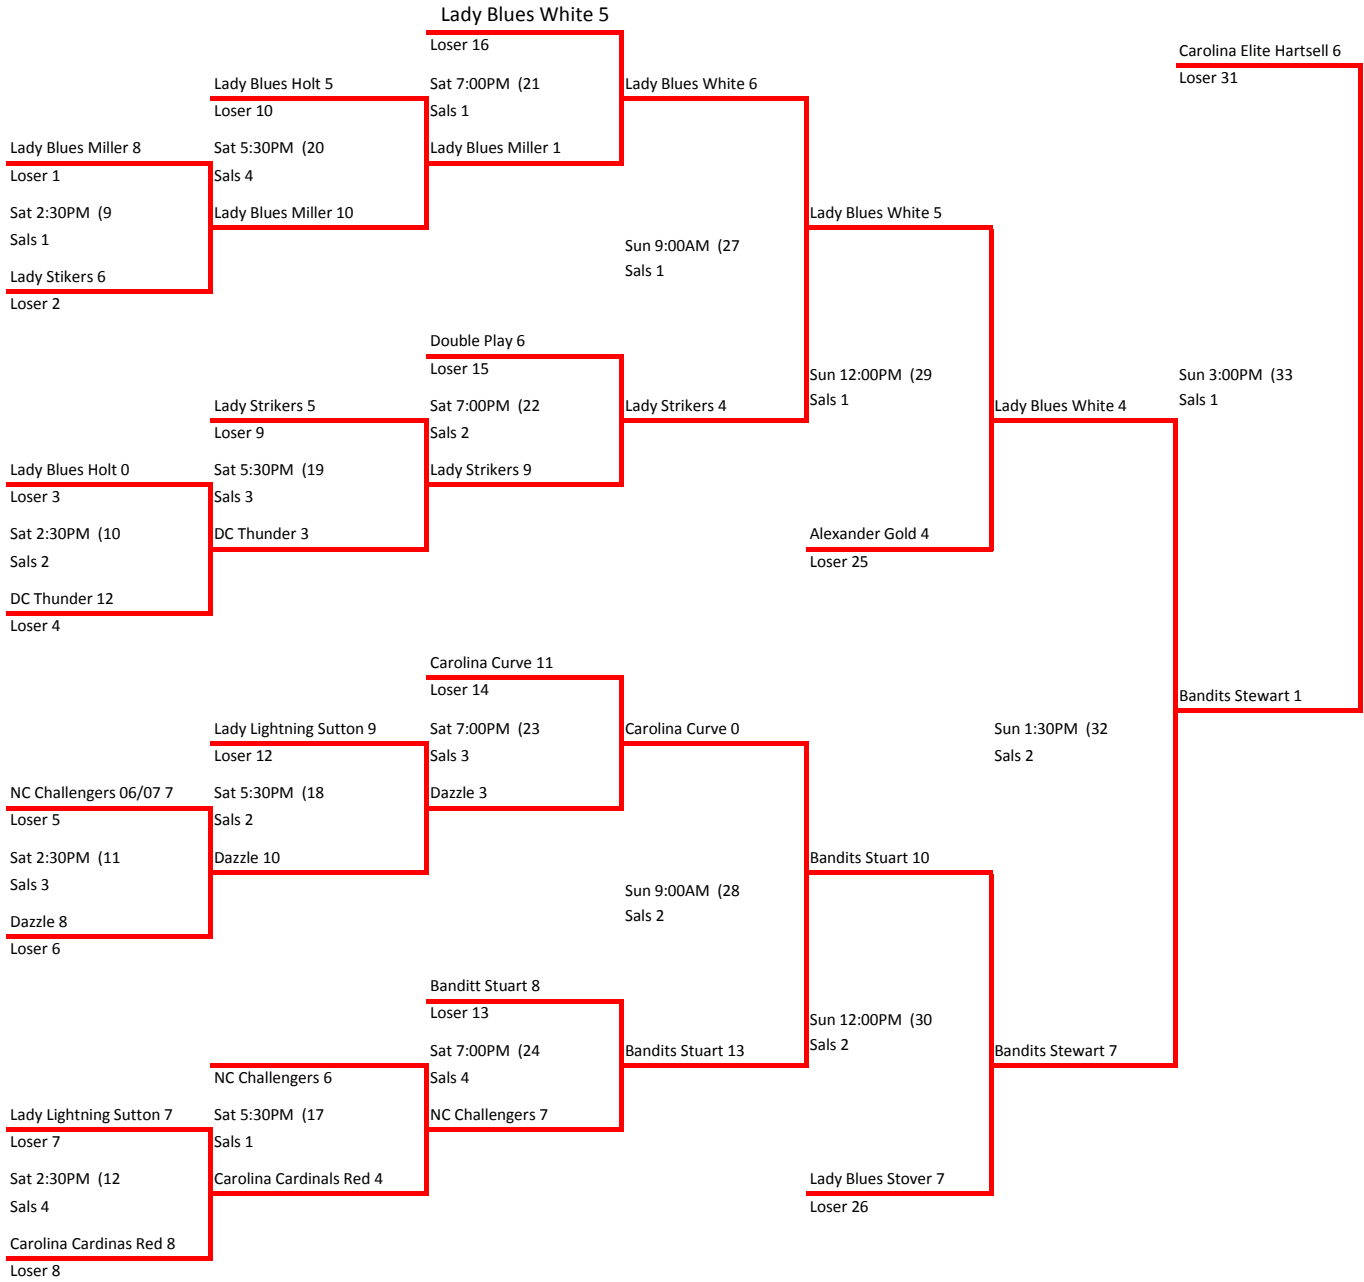 Lady Blues White 5
Loser 16
Carolina Elite Hartsell 6
Loser 31
Lady Blues Holt 5
Loser 10
Sat 7:00PM  (21
Sals 1
Lady Blues White 6
Lady Blues Miller 8
Loser 1
Sat 5:30PM  (20
Sals 4
Lady Blues Miller 1
Sat 2:30PM  (9
Sals 1
Lady Blues Miller 10
Lady Blues White 5
Sun 9:00AM  (27
Sals 1
Lady Stikers 6
Loser 2
Double Play 6
Loser 15
Sun 12:00PM  (29
Sals 1
Sun 3:00PM  (33
Sals 1
Lady Strikers 5
Loser 9
Sat 7:00PM  (22
Sals 2
Lady Strikers 4
Lady Blues White 4
Lady Blues Holt 0
Loser 3
Sat 5:30PM  (19
Sals 3
Lady Strikers 9
Sat 2:30PM  (10
Sals 2
DC Thunder 3
Alexander Gold 4
Loser 25
DC Thunder 12
Loser 4
Carolina Curve 11
Loser 14
Bandits Stewart 1
Lady Lightning Sutton 9
Loser 12
Sat 7:00PM  (23
Sals 3
Carolina Curve 0
Sun 1:30PM  (32
Sals 2
NC Challengers 06/07 7
Loser 5
Sat 5:30PM  (18
Sals 2
Dazzle 3
Sat 2:30PM  (11
Sals 3
Dazzle 10
Bandits Stuart 10
Sun 9:00AM  (28
Sals 2
Dazzle 8
Loser 6
Banditt Stuart 8
Loser 13
Sun 12:00PM  (30
Sals 2
NC Challengers 6
Sat 7:00PM  (24
Sals 4
Bandits Stuart 13
Bandits Stewart 7
Lady Lightning Sutton 7
Loser 7
Sat 5:30PM  (17
Sals 1
NC Challengers 7
Sat 2:30PM  (12
Sals 4
Carolina Cardinals Red 4
Lady Blues Stover 7
Loser 26
Carolina Cardinas Red 8
Loser 8